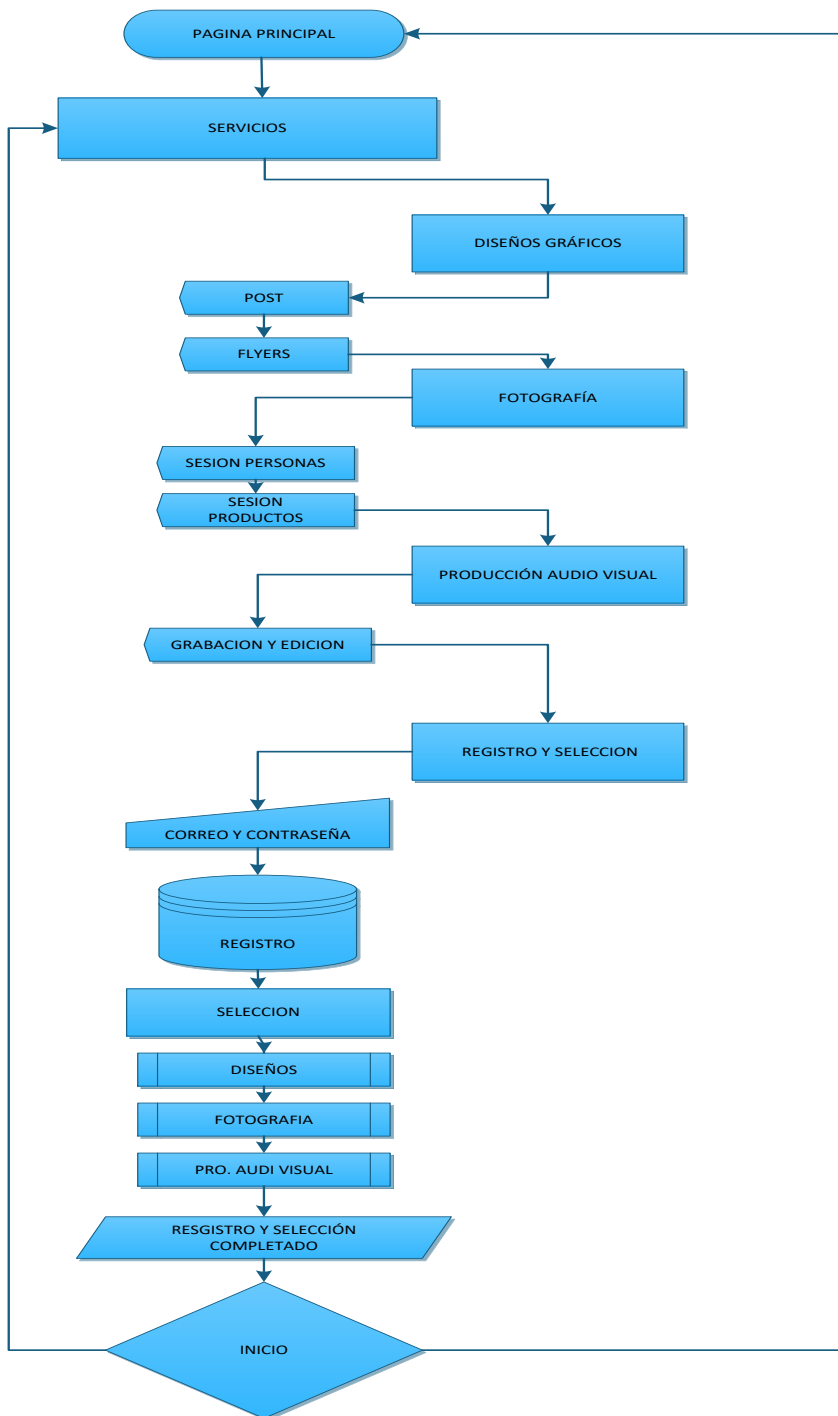 PAGINA PRINCIPAL
SERVICIOS
DISEÑOS GRÁFICOS
POST
FLYERS
FOTOGRAFÍA
SESION PERSONAS
SESION
PRODUCTOS
PRODUCCIÓN AUDIO VISUAL
GRABACION Y EDICION
REGISTRO Y SELECCION
CORREO Y CONTRASEÑA
REGISTRO
SELECCION
DISEÑOS
FOTOGRAFIA
PRO. AUDI VISUAL
RESGISTRO Y SELECCIÓN
COMPLETADO
INICIO